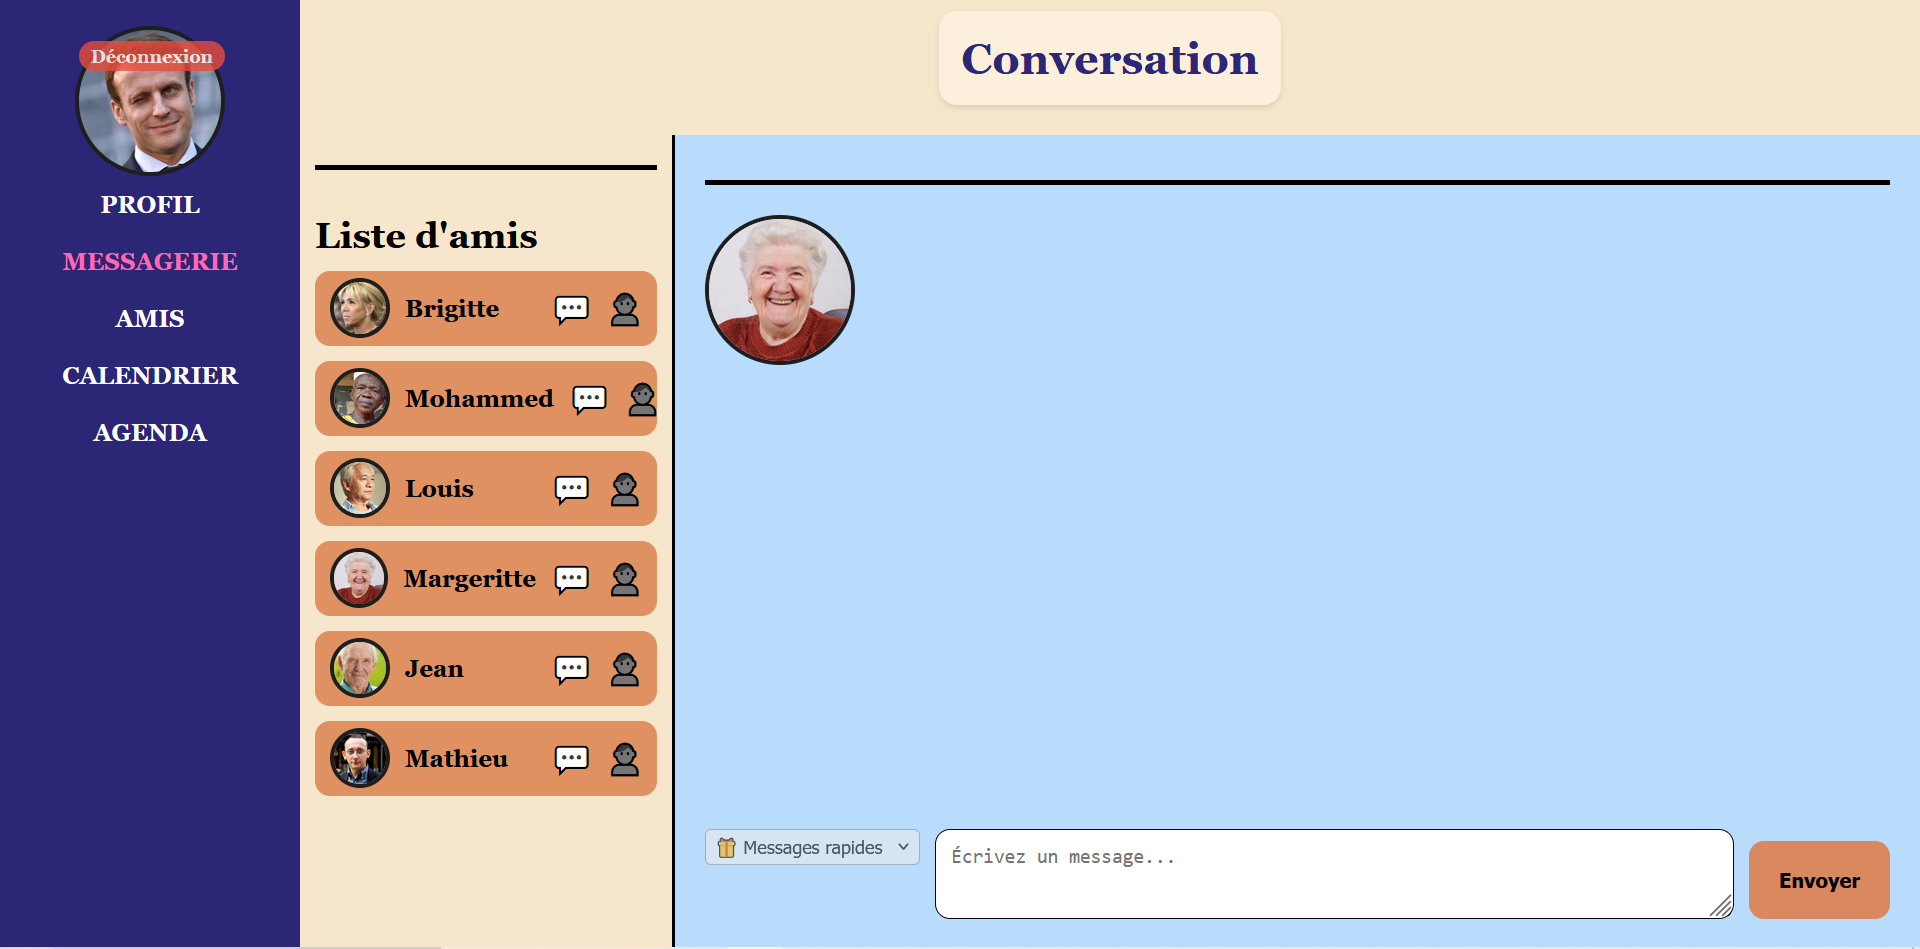 Déconnexion
PROFIL
MESSAGERIE
AMIS
CALENDRIER
AGENDA
Conversation
Liste d'amis
Brigitte
Mohammed
Louis
Margeritte
Jean
Mathieu
Messages rapides
Écrivez un message...
Envoyer